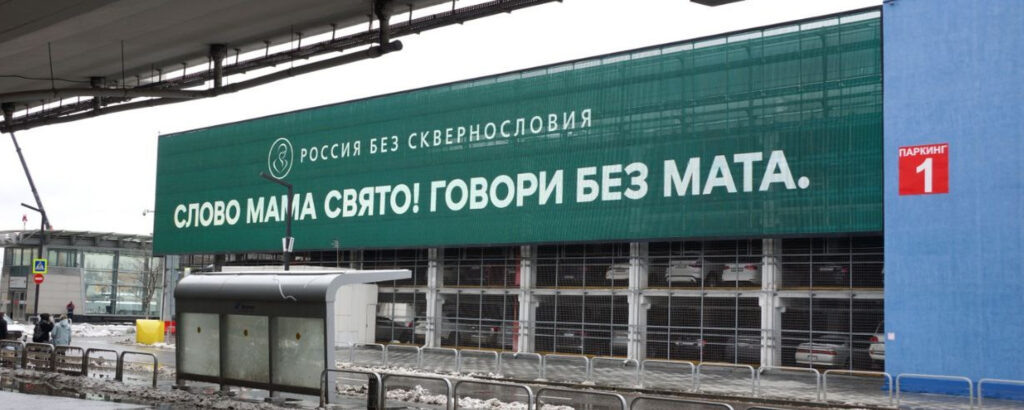 РОССИЯ БЕЗ СКВЕРНОСЛОВИЯ
СЛОВО МАМА СВЯТО! ГОВОРИ БЕЗ МАТА.
ПАРКИНГ
1